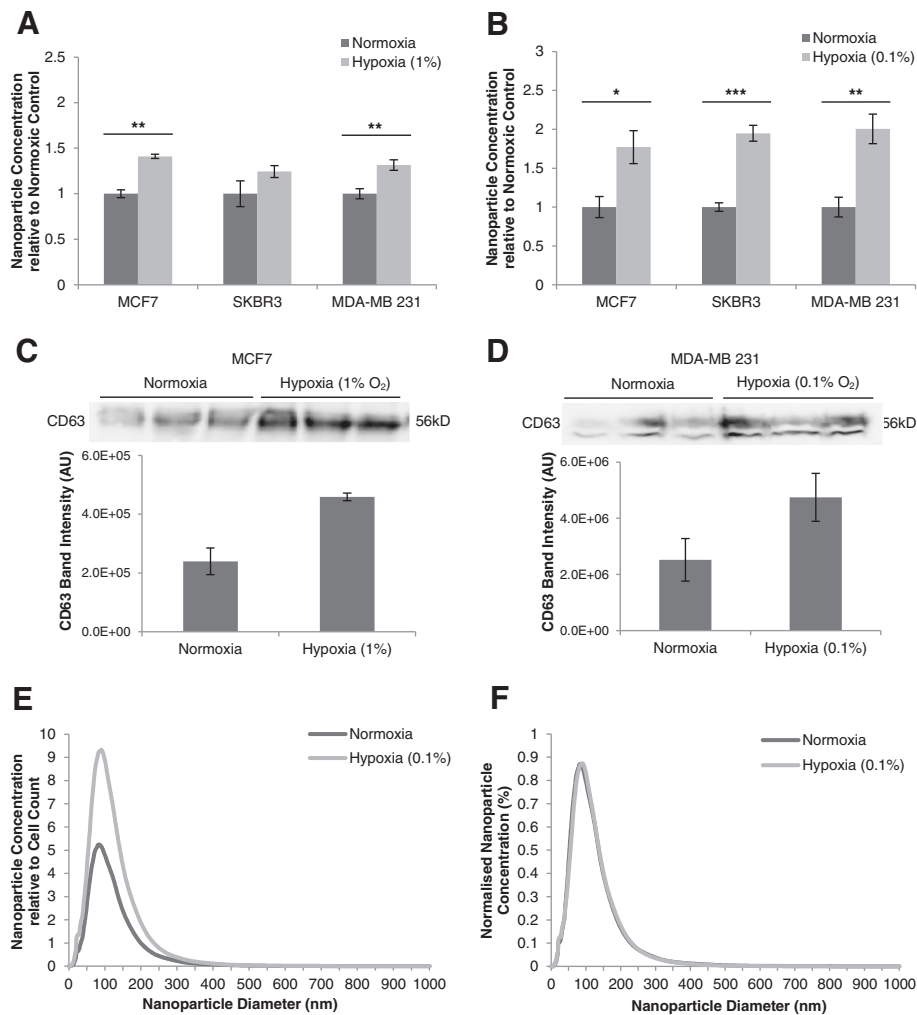 A
Nanoparticle Concentration
relative to Normoxic Control
Normoxia
Hypoxia (1%)
2.5
2
1.5
1
0.5
0
**
**
MCF7
SKBR3
MDA-MB 231
B
Nanoparticle Concentration
relative to Normoxic Control
Normoxia
Hypoxia (0.1%)
3
2.5
2
1.5
1
0.5
0
*
***
**
MCF7
SKBR3
MDA-MB 231
C
MCF7
Normoxia
Hypoxia (1% O₂)
CD63
56kD
CD63 Band Intensity (AU)
6.0E+05
4.0E+05
2.0E+05
0.0E+00
Normoxia
Hypoxia (1%)
D
MDA-MB 231
Normoxia
Hypoxia (0.1% O₂)
CD63
56kD
CD63 Band Intensity (AU)
6.0E+06
4.0E+06
2.0E+06
0.0E+00
Normoxia
Hypoxia (0.1%)
E
Nanoparticle Concentration
relative to Cell Count
Normoxia
Hypoxia (0.1%)
10
9
8
7
6
5
4
3
2
1
0
0 100 200 300 400 500 600 700 800 900 1000
Nanoparticle Diameter (nm)
F
Normalised Nanoparticle
Concentration (%)
Normoxia
Hypoxia (0.1%)
1
0.9
0.8
0.7
0.6
0.5
0.4
0.3
0.2
0.1
0
0 100 200 300 400 500 600 700 800 900 1000
Nanoparticle Diameter (nm)